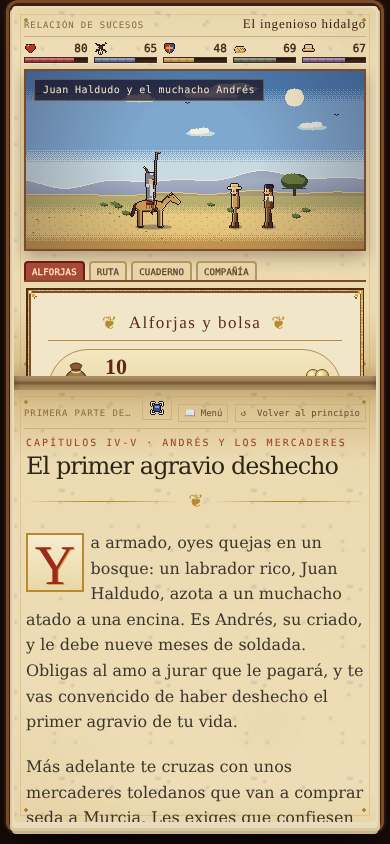 RELACIÓN DE SUCESOS
El ingenioso hidalgo
80 65 48 69 67
Juan Haldudo y el muchacho Andrés
ALFORJAS RUTA CUADERNO COMPAÑÍA
Alforjas y bolsa
10
PRIMERA PARTE DE… Menú ↺ Volver al principio
CAPÍTULOS IV-V · ANDRÉS Y LOS MERCADERES
El primer agravio deshecho
Ya armado, oyes quejas en un
bosque: un labrador rico, Juan
Haldudo, azota a un muchacho
atado a una encina. Es Andrés, su criado,
y le debe nueve meses de soldada.
Obligas al amo a jurar que le pagará, y te
vas convencido de haber deshecho el
primer agravio de tu vida.
Más adelante te cruzas con unos
mercaderes toledanos que van a comprar
seda a Murcia. Les exiges que confiesen